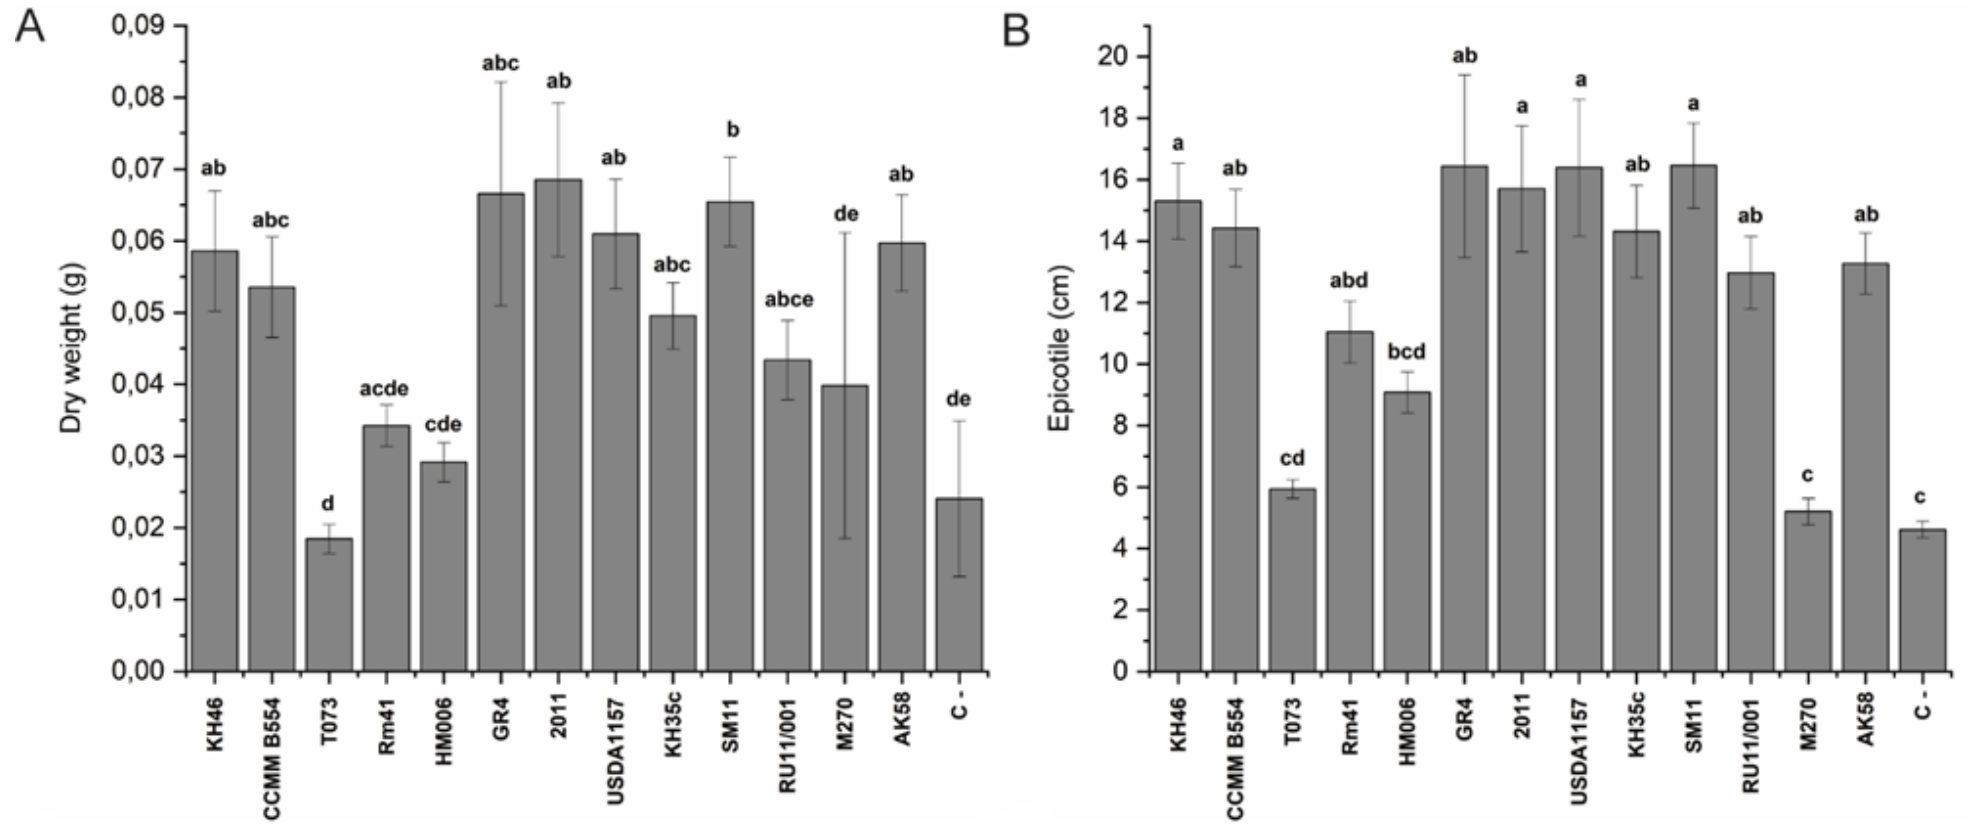 A
B
Dry weight (g)
0,09
0,08
0,07
0,06
0,05
0,04
0,03
0,02
0,01
0,00
ab
abc
d
acde
cde
abc
ab
ab
abc
b
abce
de
ab
de
KH46
CCMM B554
T073
Rm41
HM006
GR4
2011
USDA1157
KH35c
SM11
RU11/001
M270
AK58
C -
Epicotile (cm)
20
18
16
14
12
10
8
6
4
2
0
a
ab
cd
abd
bcd
ab
a
a
ab
a
ab
c
ab
c
KH46
CCMM B554
T073
Rm41
HM006
GR4
2011
USDA1157
KH35c
SM11
RU11/001
M270
AK58
C -